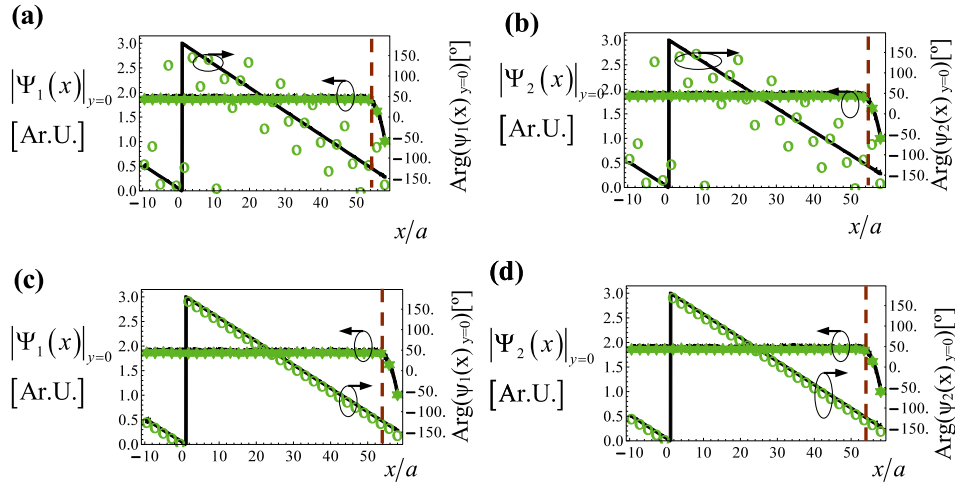 (a)
|Ψ₁(x)|y=0
[Ar.U.]
3.0
2.5
2.0
1.5
1.0
0.5
0.0
−10 0 10 20 30 40 50
150.
100.
50
0.
−50
−100.
−150.
Arg(ψ₁(x) y=0)[º]
x/a
(b)
|Ψ₂(x)|y=0
[Ar.U.]
3.0
2.5
2.0
1.5
1.0
0.5
0.0
−10 0 10 20 30 40 50
150.
100.
50.
0.
−50.
−100.
−150.
Arg(ψ₂(x) y=0)[º]
x/a
(c)
|Ψ₁(x)|y=0
[Ar.U.]
3.0
2.5
2.0
1.5
1.0
0.5
0.0
−10 0 10 20 30 40 50
150.
100.
50.
0.
−50.
−100.
−150.
Arg(ψ₁(x) y=0)[º]
x/a
(d)
|Ψ₂(x)|y=0
[Ar.U.]
3.0
2.5
2.0
1.5
1.0
0.5
0.0
−10 0 10 20 30 40 50
150.
100.
50.
0.
−50.
−100.
−150.
Arg(ψ₂(x) y=0)[º]
x/a